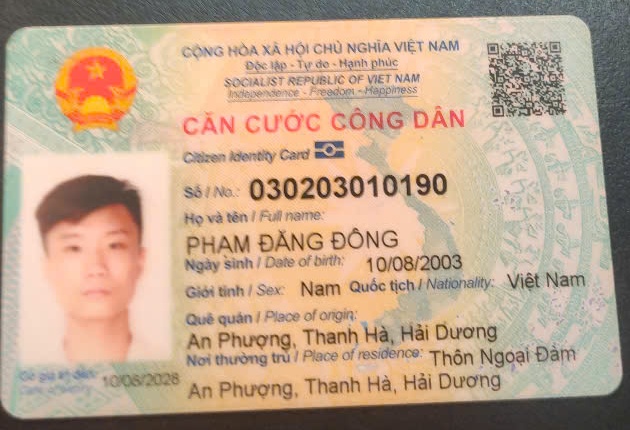 CỘNG HÒA XÃ HỘI CHỦ NGHĨA VIỆT NAM
Độc lập - Tự do - Hạnh phúc
SOCIALIST REPUBLIC OF VIET NAM
Independence - Freedom - Happiness
CĂN CƯỚC CÔNG DÂN
Citizen Identity Card
Số / No.: 030203010190
Họ và tên / Full name:
PHẠM ĐĂNG ĐÔNG
Ngày sinh / Date of birth: 10/08/2003
Giới tính / Sex: Nam Quốc tịch / Nationality: Việt Nam
Quê quán / Place of origin:
An Phượng, Thanh Hà, Hải Dương
Nơi thường trú / Place of residence: Thôn Ngoại Đàm
An Phượng, Thanh Hà, Hải Dương
Có giá trị đến: 10/08/2028
Date of expiry